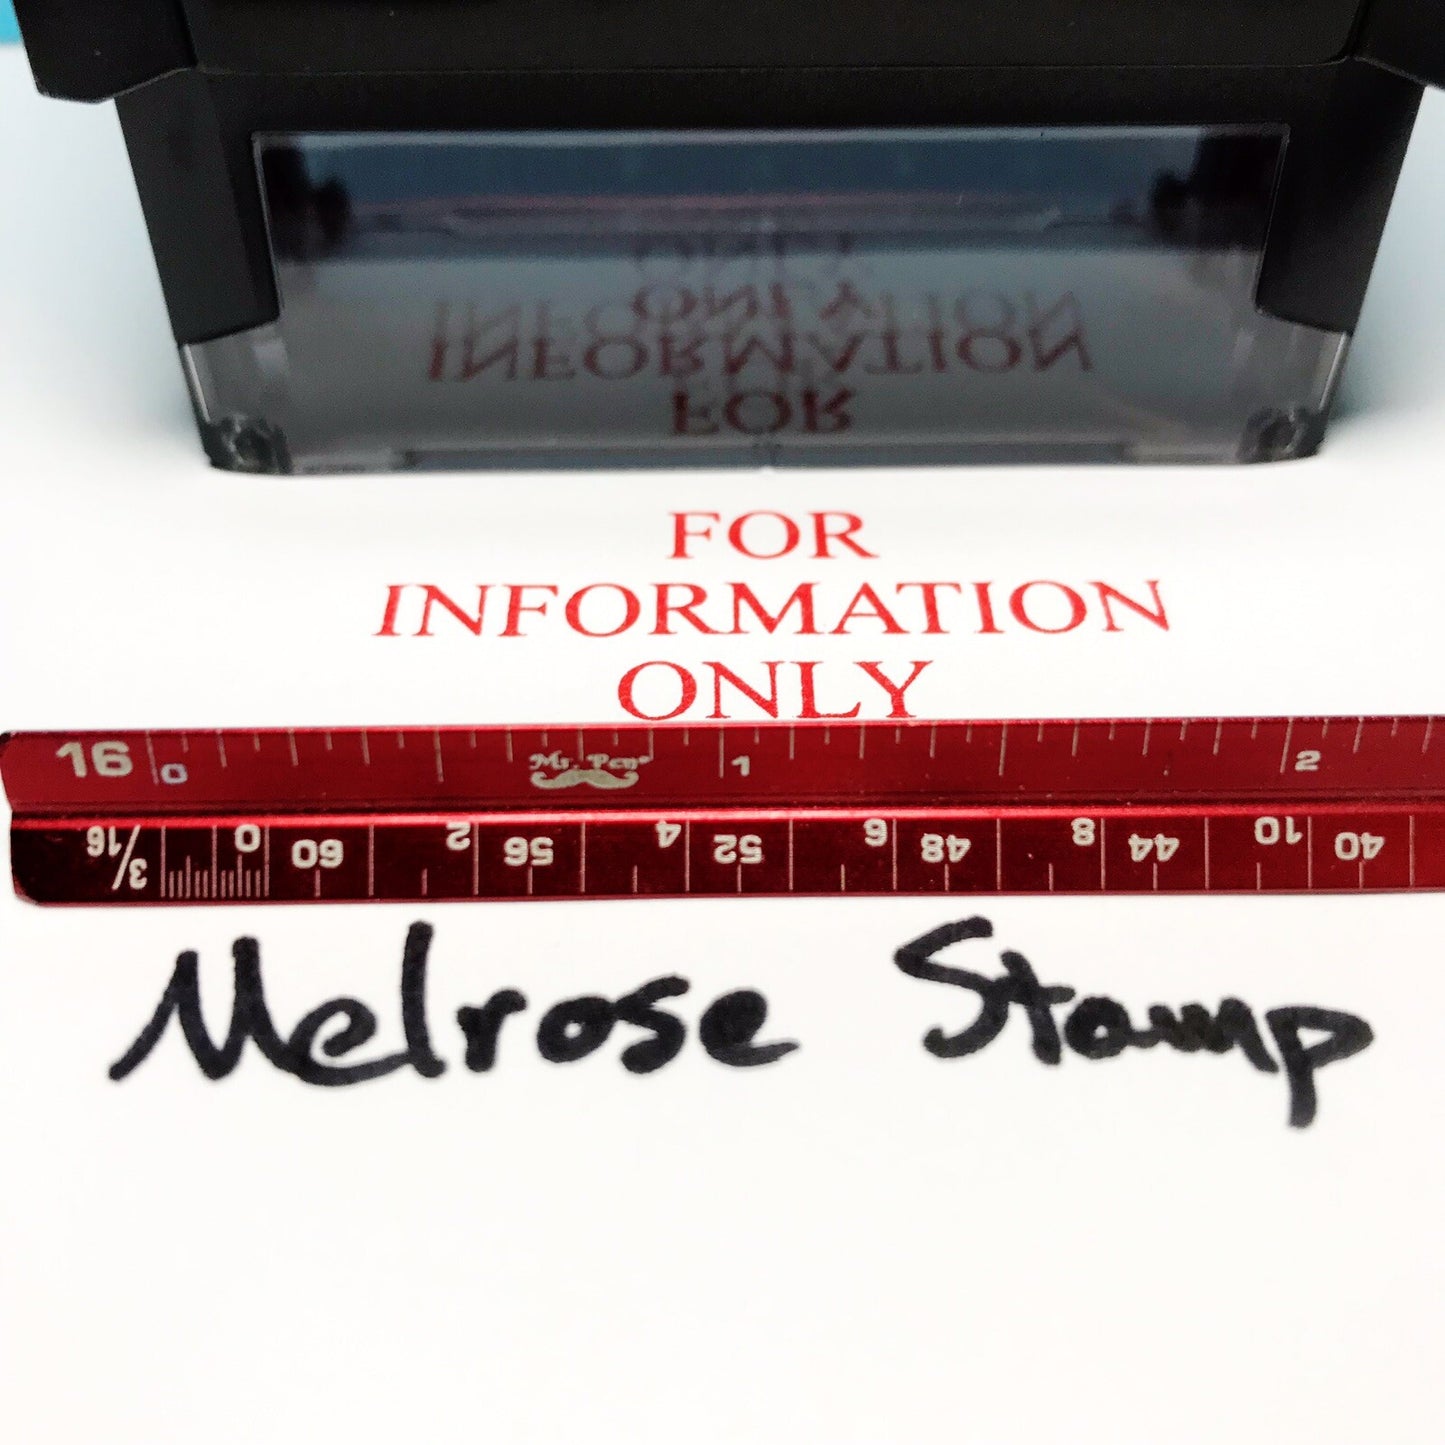 FOR
INFORMATION
ONLY
16 0 Mr. Pen 1 2
3/16 0 60 2 56 4 52 6 48 8 44 10 40
Melrose Stamp